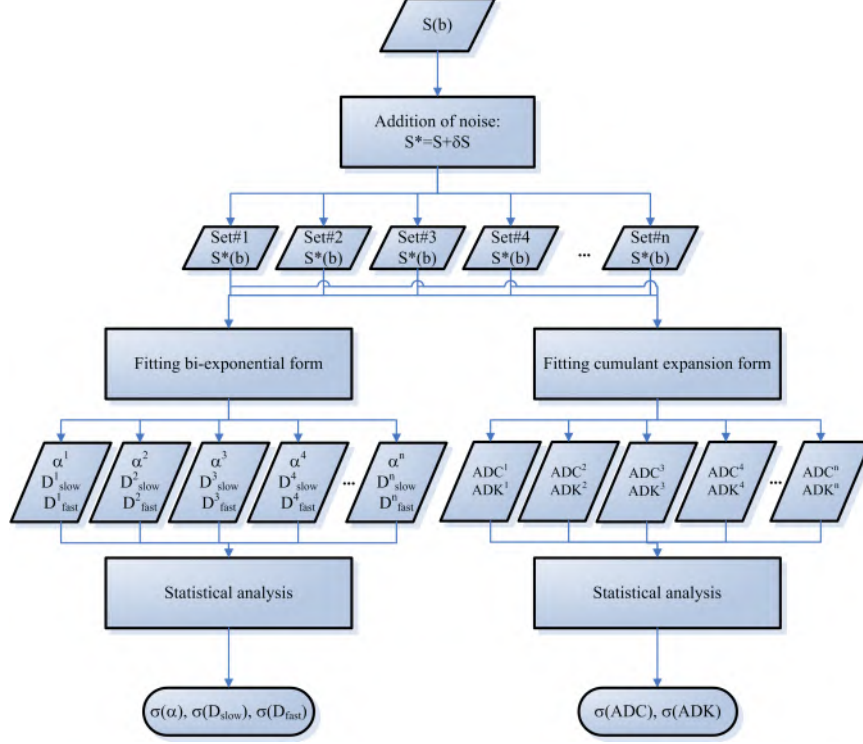 S(b)
Addition of noise:
S*=S+δS
Set#1
S*(b)
Set#2
S*(b)
Set#3
S*(b)
Set#4
S*(b)
...
Set#n
S*(b)
Fitting bi-exponential form
Fitting cumulant expansion form
α¹
D¹slow
D¹fast
α²
D²slow
D²fast
α³
D³slow
D³fast
α⁴
D⁴slow
D⁴fast
...
αⁿ
Dⁿslow
Dⁿfast
ADC¹
ADK¹
ADC²
ADK²
ADC³
ADK³
ADC⁴
ADK⁴
...
ADCⁿ
ADKⁿ
Statistical analysis
Statistical analysis
σ(α), σ(Dslow), σ(Dfast)
σ(ADC), σ(ADK)